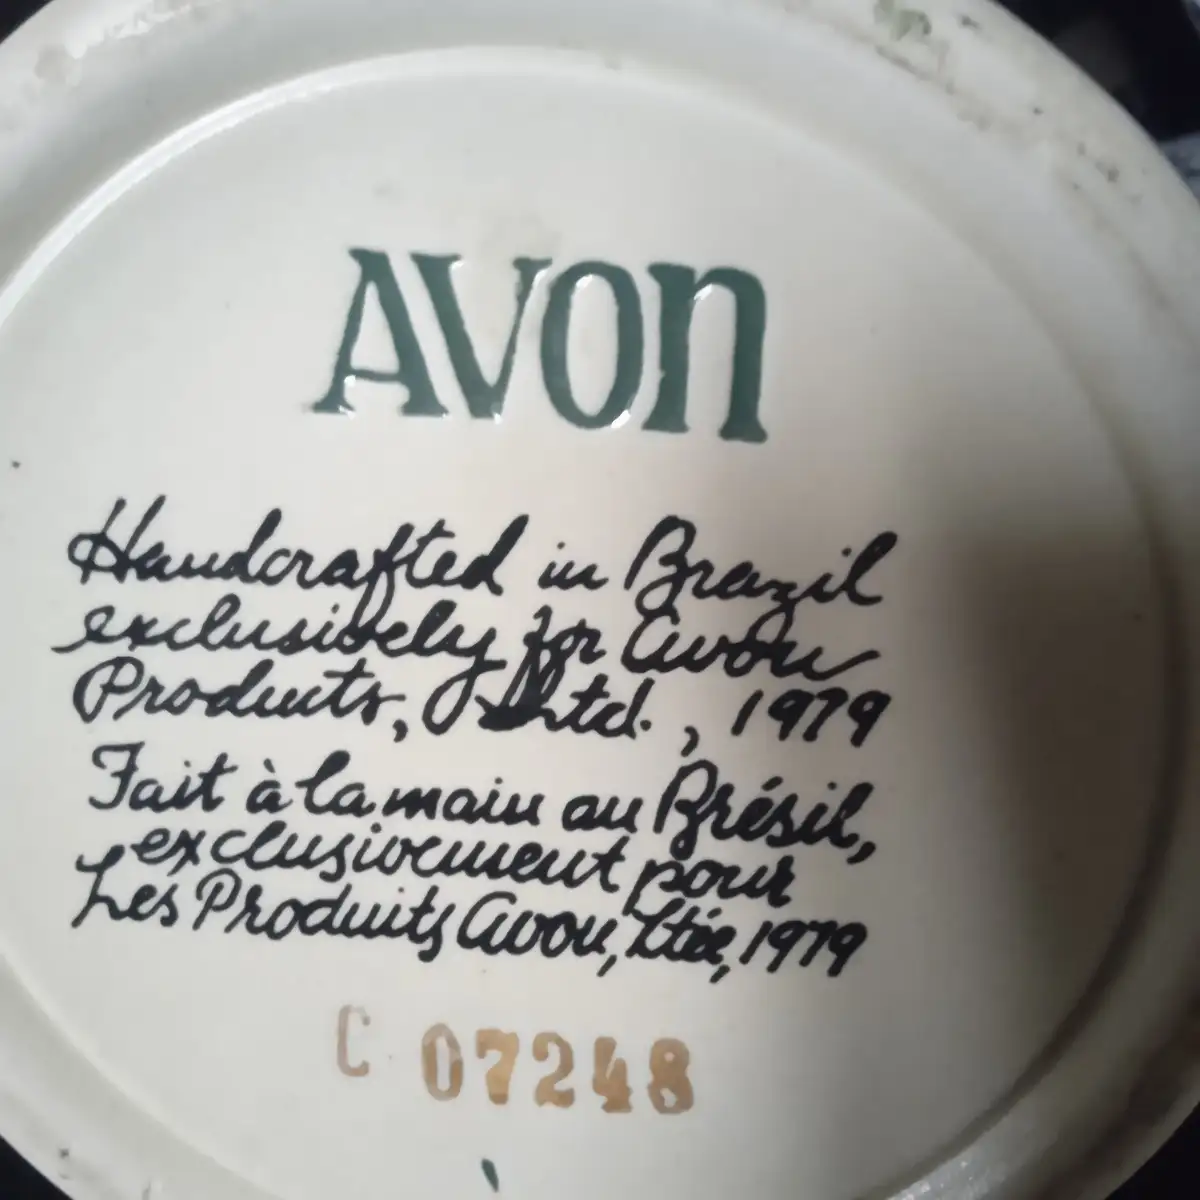 AVON
Handcrafted in Brazil
exclusively for Avon
Products, Ltd., 1979
Fait à la main au Brésil,
exclusivement pour
Les Produits Avon, Ltée, 1979
C 07248